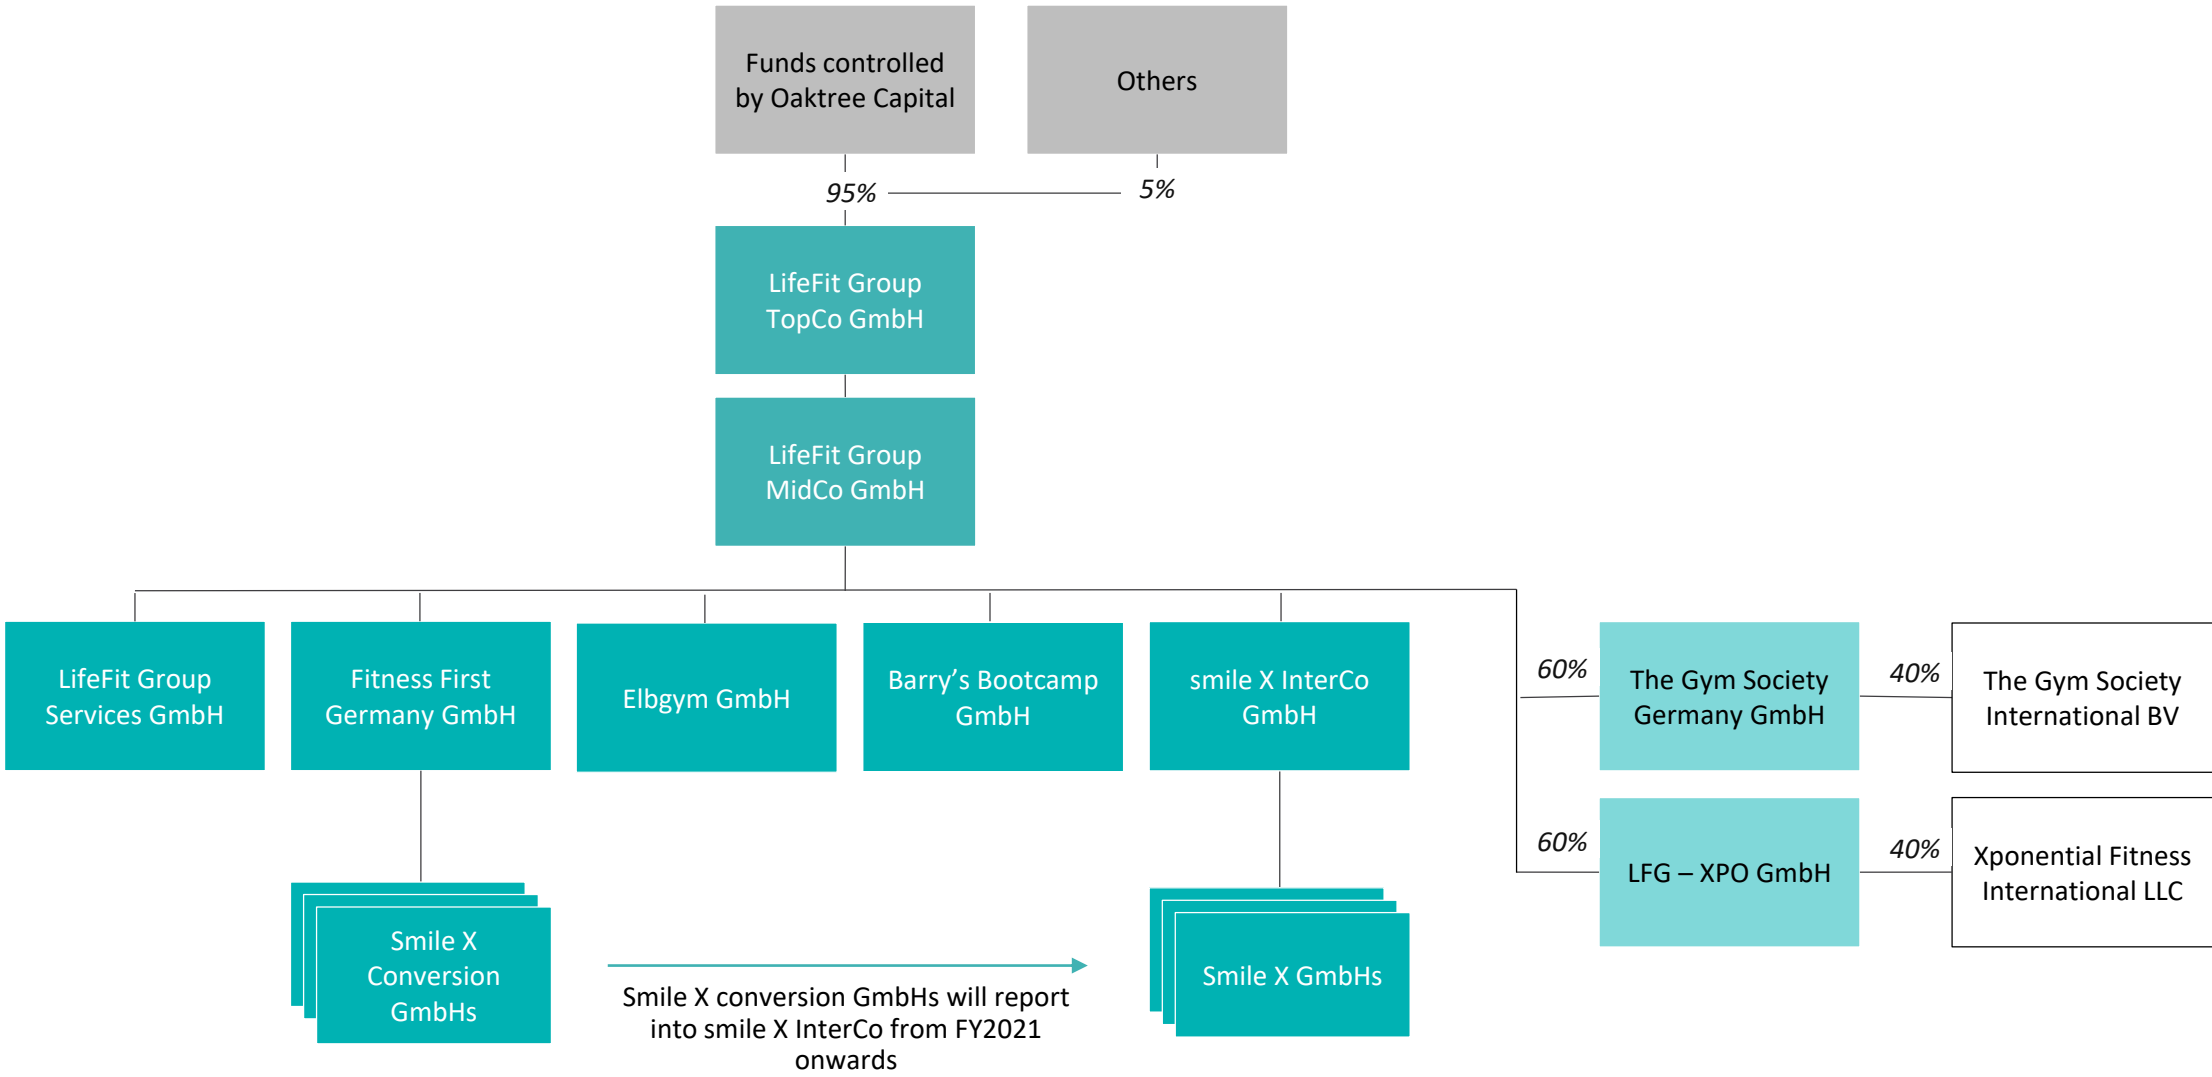 Funds controlled
by Oaktree Capital
Others
95%
5%
LifeFit Group
TopCo GmbH
LifeFit Group
MidCo GmbH
LifeFit Group
Services GmbH
Fitness First
Germany GmbH
Elbgym GmbH
Barry’s Bootcamp
GmbH
smile X InterCo
GmbH
60%
The Gym Society
Germany GmbH
40%
The Gym Society
International BV
60%
LFG – XPO GmbH
40%
Xponential Fitness
International LLC
Smile X
Conversion
GmbHs
Smile X conversion GmbHs will report
into smile X InterCo from FY2021
onwards
Smile X GmbHs